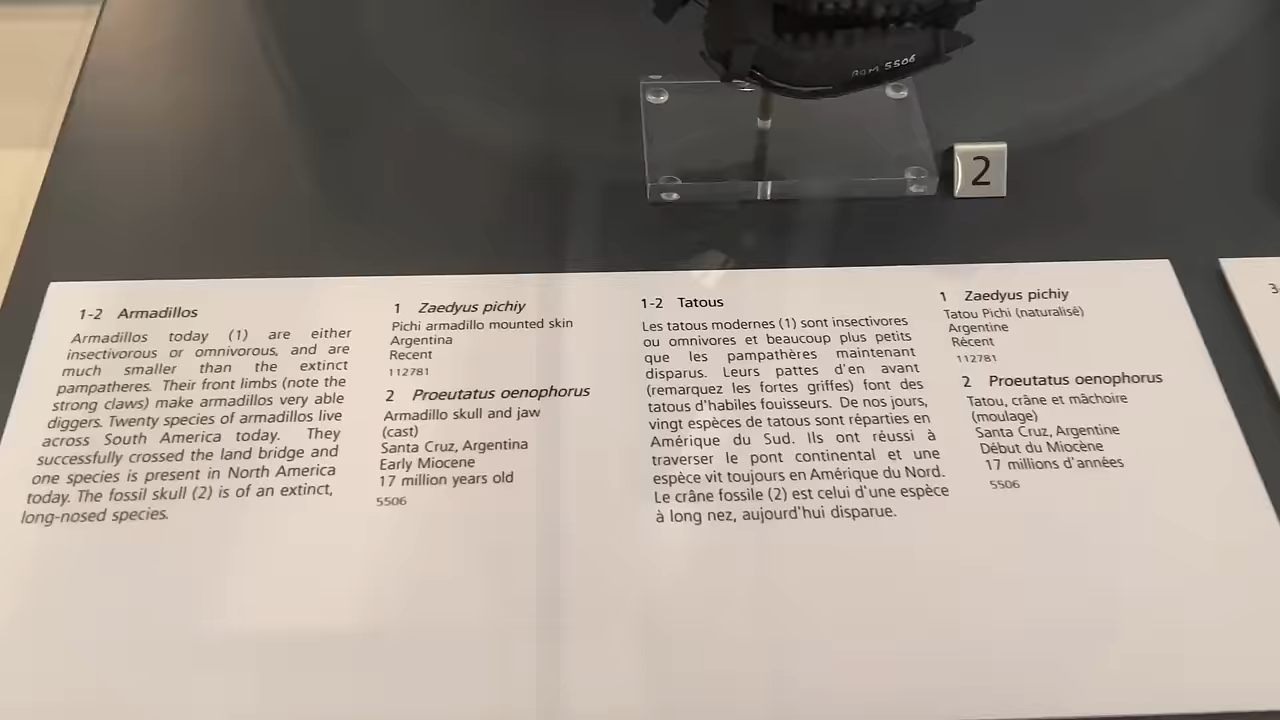 ROM 5506
2
1-2 Armadillos
Armadillos today (1) are either
insectivorous or omnivorous, and are
much smaller than the extinct
pampatheres. Their front limbs (note the
strong claws) make armadillos very able
diggers. Twenty species of armadillos live
across South America today. They
successfully crossed the land bridge and
one species is present in North America
today. The fossil skull (2) is of an extinct,
long-nosed species.
1 Zaedyus pichiy
Pichi armadillo mounted skin
Argentina
Recent
112781
2 Proeutatus oenophorus
Armadillo skull and jaw
(cast)
Santa Cruz, Argentina
Early Miocene
17 million years old
5506
1-2 Tatous
Les tatous modernes (1) sont insectivores
ou omnivores et beaucoup plus petits
que les pampathères maintenant
disparus. Leurs pattes d'en avant
(remarquez les fortes griffes) font des
tatous d'habiles fouisseurs. De nos jours,
vingt espèces de tatous sont réparties en
Amérique du Sud. Ils ont réussi à
traverser le pont continental et une
espèce vit toujours en Amérique du Nord.
Le crâne fossile (2) est celui d'une espèce
à long nez, aujourd'hui disparue.
1 Zaedyus pichiy
Tatou Pichi (naturalisé)
Argentine
Récent
112781
2 Proeutatus oenophorus
Tatou, crâne et mâchoire
(moulage)
Santa Cruz, Argentine
Début du Miocène
17 millions d'années
5506
3-